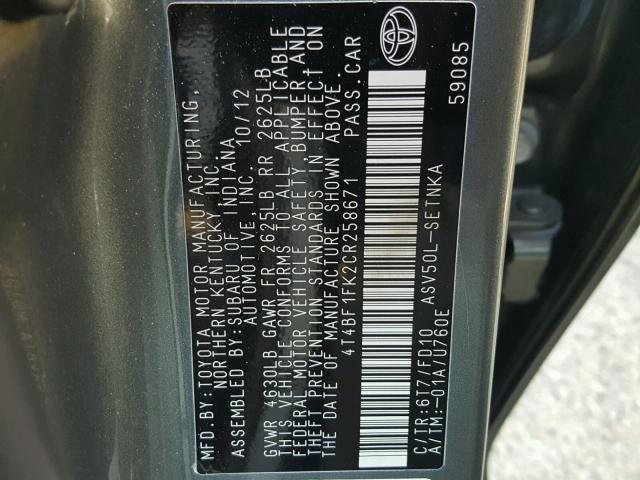 MFD. BY: TOYOTA MOTOR MANUFACTURING,
NORTHERN KENTUCKY INC.
ASSEMBLED BY:SUBARU OF INDIANA
AUTOMOTIVE INC. 10/12
GVWR 4630LB GAWR FR 2625LB RR 2625LB
THIS VEHICLE CONFORMS TO ALL APPLICABLE
FEDERAL MOTOR VEHICLE SAFETY, BUMPER, AND
THEFT PREVENTION STANDARDS IN EFFECT ON
THE DATE OF MANUFACTURE SHOWN ABOVE.
4T4BF1FK2CR258671 PASS. CAR
C/TR:6T7/FD10 ASV50L-SETNKA
A/TM:-01A/U760E 59085